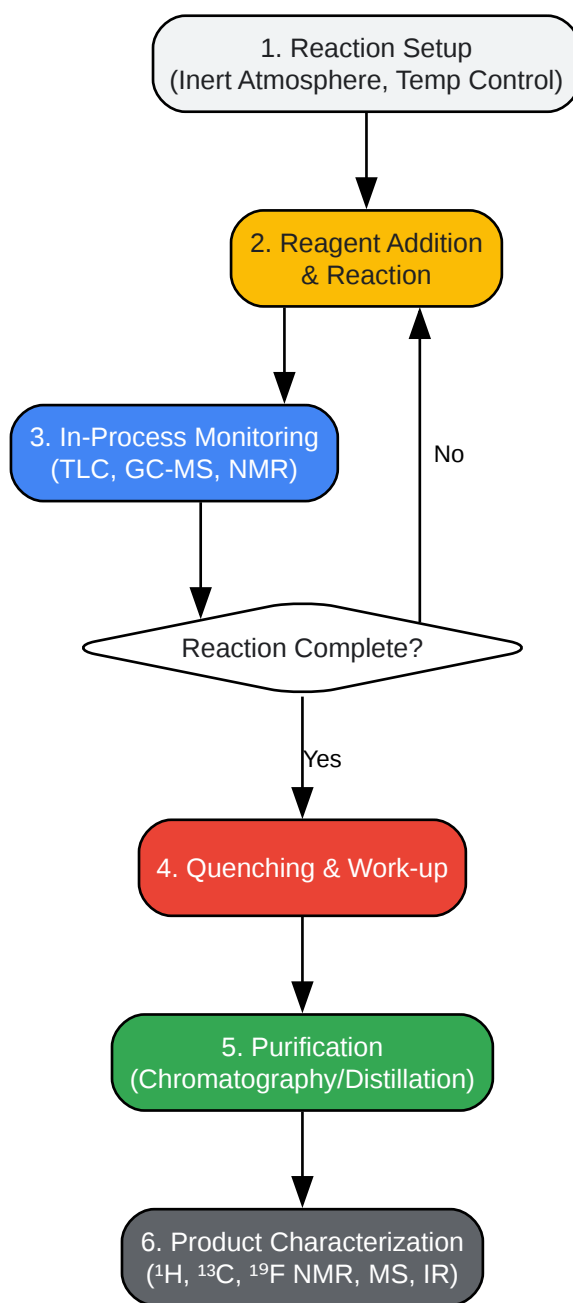 1. Reaction Setup
(Inert Atmosphere, Temp Control)
2. Reagent Addition
& Reaction
3. In-Process Monitoring
(TLC, GC-MS, NMR)
No
Reaction Complete?
Yes
4. Quenching & Work-up
5. Purification
(Chromatography/Distillation)
6. Product Characterization
(¹H, ¹³C, ¹⁹F NMR, MS, IR)